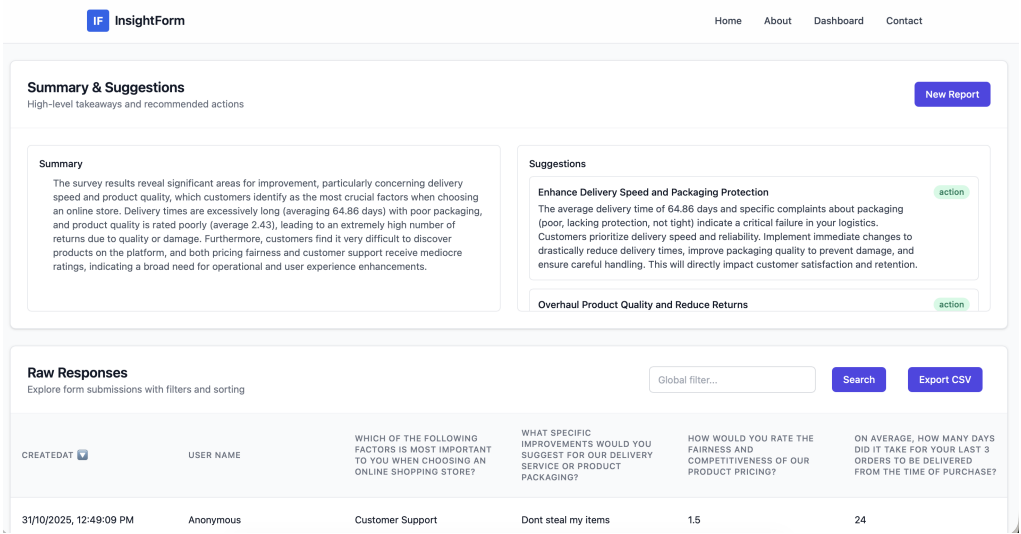 IF InsightForm
Home About Dashboard Contact
Summary & Suggestions
High-level takeaways and recommended actions
New Report
Summary
The survey results reveal significant areas for improvement, particularly concerning delivery
speed and product quality, which customers identify as the most crucial factors when choosing
an online store. Delivery times are excessively long (averaging 64.86 days) with poor packaging,
and product quality is rated poorly (average 2.43), leading to an extremely high number of
returns due to quality or damage. Furthermore, customers find it very difficult to discover
products on the platform, and both pricing fairness and customer support receive mediocre
ratings, indicating a broad need for operational and user experience enhancements.
Suggestions
Enhance Delivery Speed and Packaging Protection
action
The average delivery time of 64.86 days and specific complaints about packaging
(poor, lacking protection, not tight) indicate a critical failure in your logistics.
Customers prioritize delivery speed and reliability. Implement immediate changes to
drastically reduce delivery times, improve packaging quality to prevent damage, and
ensure careful handling. This will directly impact customer satisfaction and retention.
Overhaul Product Quality and Reduce Returns
action
Raw Responses
Explore form submissions with filters and sorting
Global filter...
Search
Export CSV
CREATEDAT
USER NAME
WHICH OF THE FOLLOWING
FACTORS IS MOST IMPORTANT
TO YOU WHEN CHOOSING AN
ONLINE SHOPPING STORE?
WHAT SPECIFIC
IMPROVEMENTS WOULD YOU
SUGGEST FOR OUR DELIVERY
SERVICE OR PRODUCT
PACKAGING?
HOW WOULD YOU RATE THE
FAIRNESS AND
COMPETITIVENESS OF OUR
PRODUCT PRICING?
ON AVERAGE, HOW MANY DAYS
DID IT TAKE FOR YOUR LAST 3
ORDERS TO BE DELIVERED
FROM THE TIME OF PURCHASE?
31/10/2025, 12:49:09 PM
Anonymous
Customer Support
Dont steal my items
1.5
24